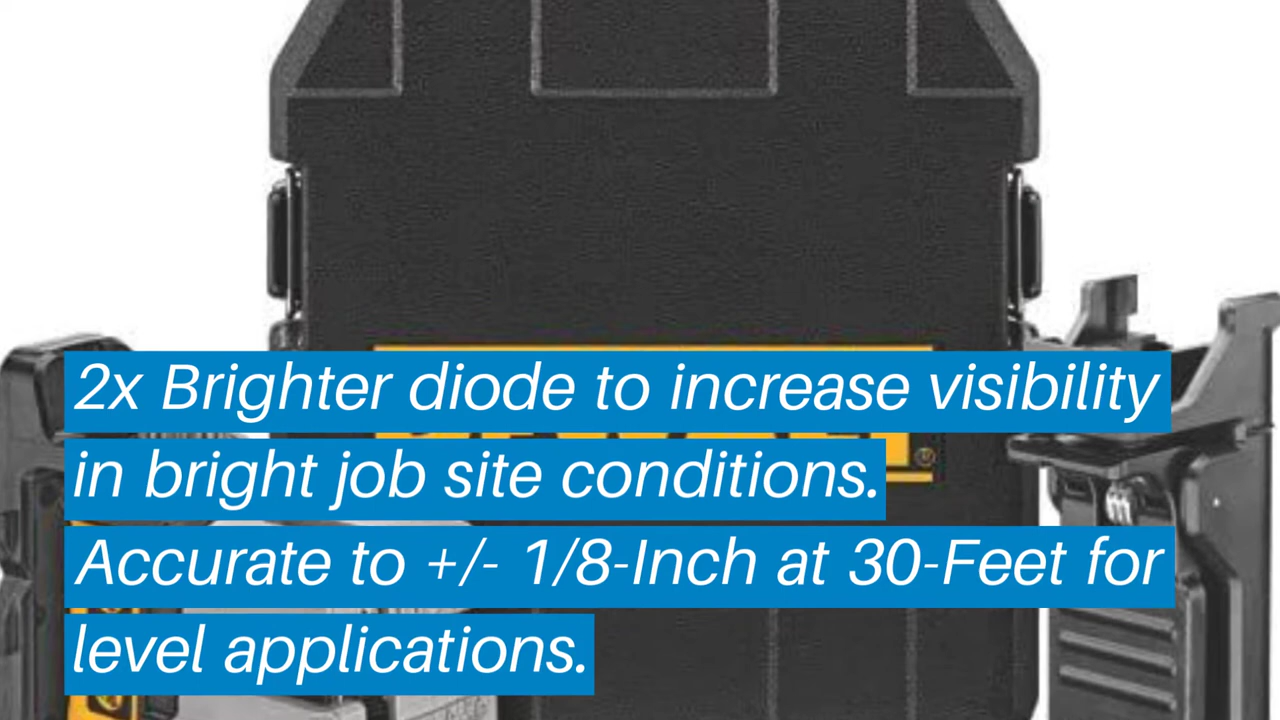 2x Brighter diode to increase visibility
in bright job site conditions.
Accurate to +/- 1/8-Inch at 30-Feet for
level applications.